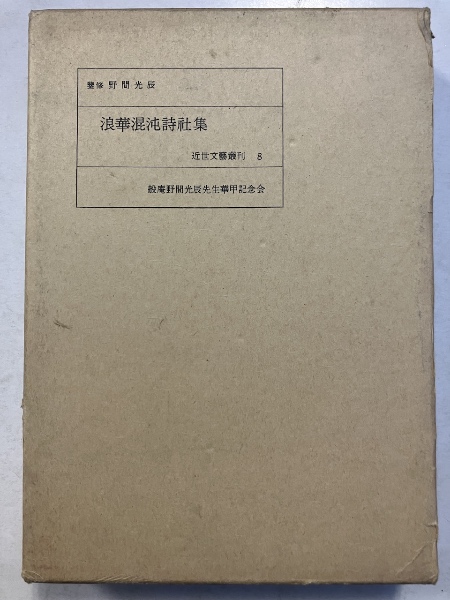 監修 野間光辰
浪華混沌詩社集
近世文藝叢刊 8
般庵野間光辰先生華甲記念会